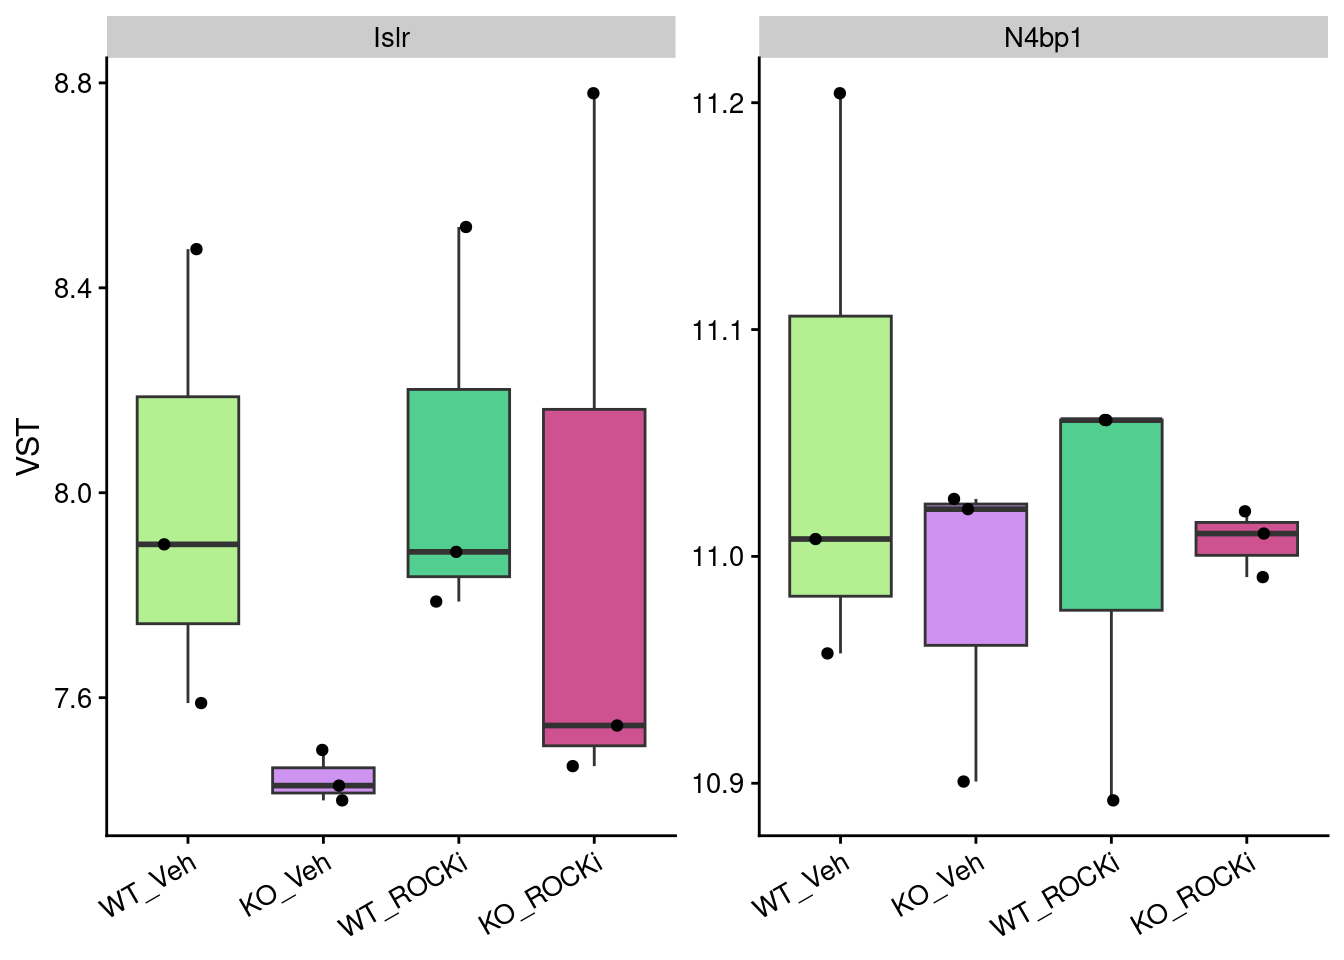 Islr
N4bp1
VST
8.8
8.4
8.0
7.6
11.2
11.1
11.0
10.9
WT_Veh
KO_Veh
WT_ROCKi
KO_ROCKi
WT_Veh
KO_Veh
WT_ROCKi
KO_ROCKi